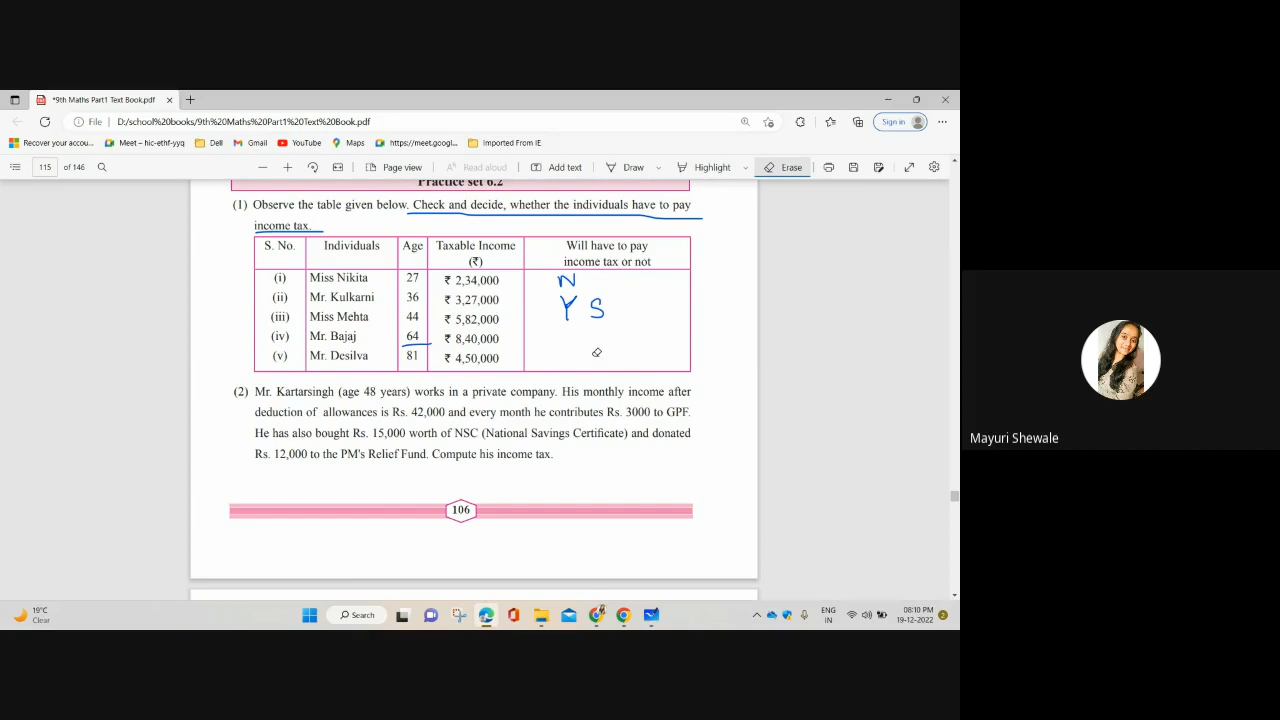 *9th Maths Part1 Text Book.pdf
File D:/school%20books/9th%20Maths%20Part1%20Text%20Book.pdf Sign in
Recover your accou... Meet – hic-ethf-yyq Dell Gmail YouTube Maps https://meet.googl... Imported From IE
115 of 146 Page view Read aloud Add text Draw Highlight Erase
Practice set 6.2
(1) Observe the table given below. Check and decide, whether the individuals have to pay
income tax.
S. No. Individuals Age Taxable Income (₹) Will have to pay income tax or not
(i) Miss Nikita 27 ₹ 2,34,000 N
(ii) Mr. Kulkarni 36 ₹ 3,27,000 Y S
(iii) Miss Mehta 44 ₹ 5,82,000
(iv) Mr. Bajaj 64 ₹ 8,40,000
(v) Mr. Desilva 81 ₹ 4,50,000
(2) Mr. Kartarsingh (age 48 years) works in a private company. His monthly income after
deduction of allowances is Rs. 42,000 and every month he contributes Rs. 3000 to GPF.
He has also bought Rs. 15,000 worth of NSC (National Savings Certificate) and donated
Rs. 12,000 to the PM's Relief Fund. Compute his income tax.
106
Mayuri Shewale
19°C
Clear
Search
ENG
IN
08:10 PM
19-12-2022
2